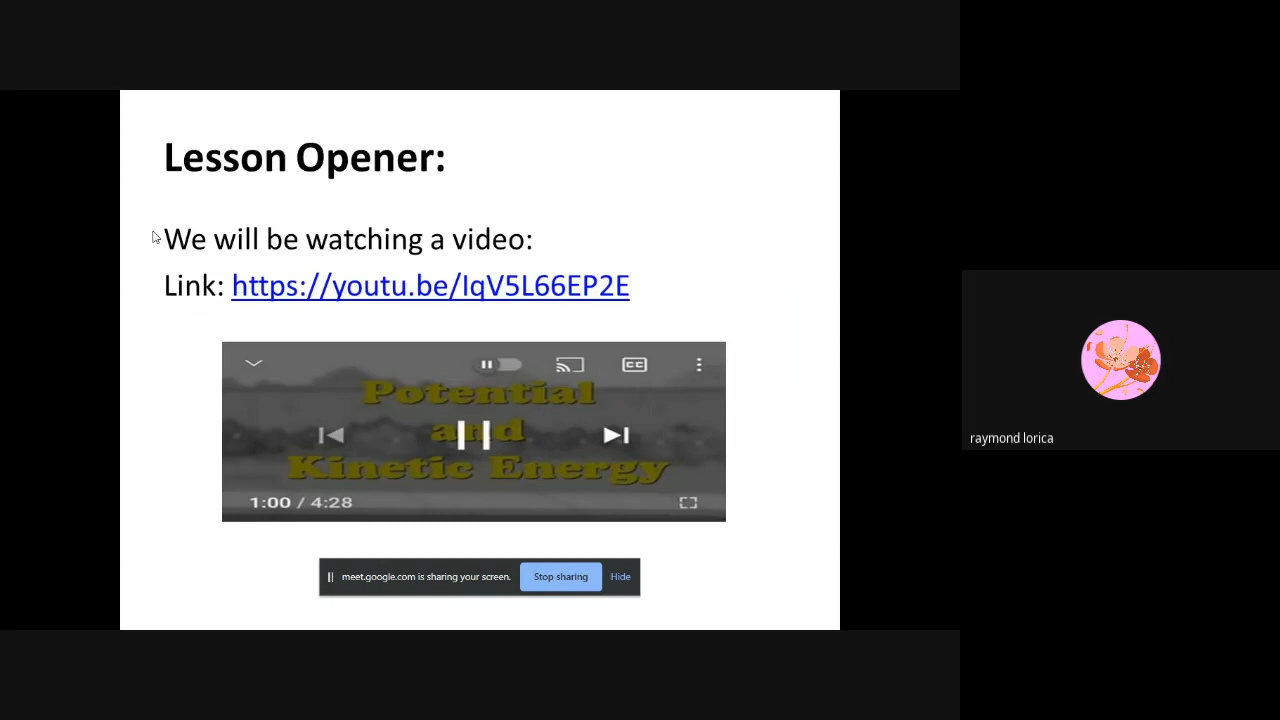 Lesson Opener:
We will be watching a video:
Link: https://youtu.be/IqV5L66EP2E
CC
Potential
and
Kinetic Energy
1:00 / 4:28
meet.google.com is sharing your screen. Stop sharing Hide
raymond lorica